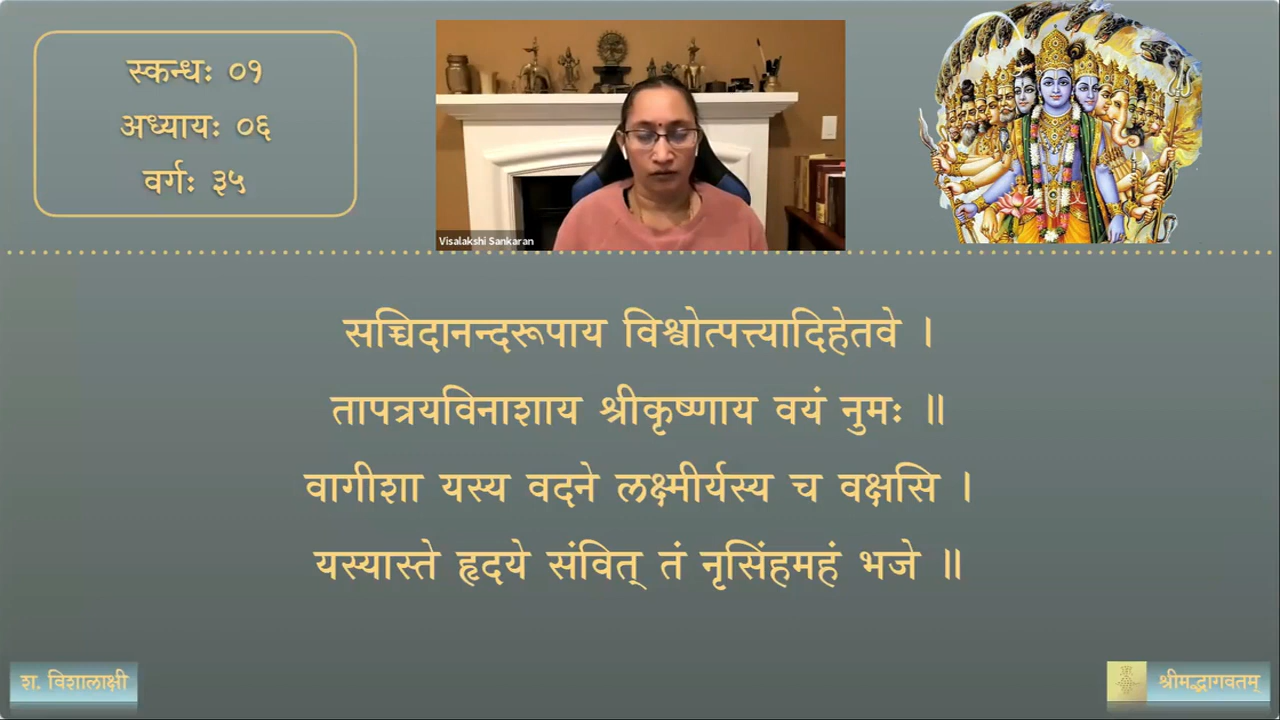 स्कन्धः ०१
अध्यायः ०६
वर्गः ३५
Visalakshi Sankaran
सच्चिदानन्दरूपाय विश्वोत्पत्त्यादिहेतवे ।
तापत्रयविनाशाय श्रीकृष्णाय वयं नुमः ॥
वागीशा यस्य वदने लक्ष्मीर्यस्य च वक्षसि ।
यस्यास्ते हृदये संवित् तं नृसिंहमहं भजे ॥
श. विशालाक्षी
श्रीमद्भागवतम्